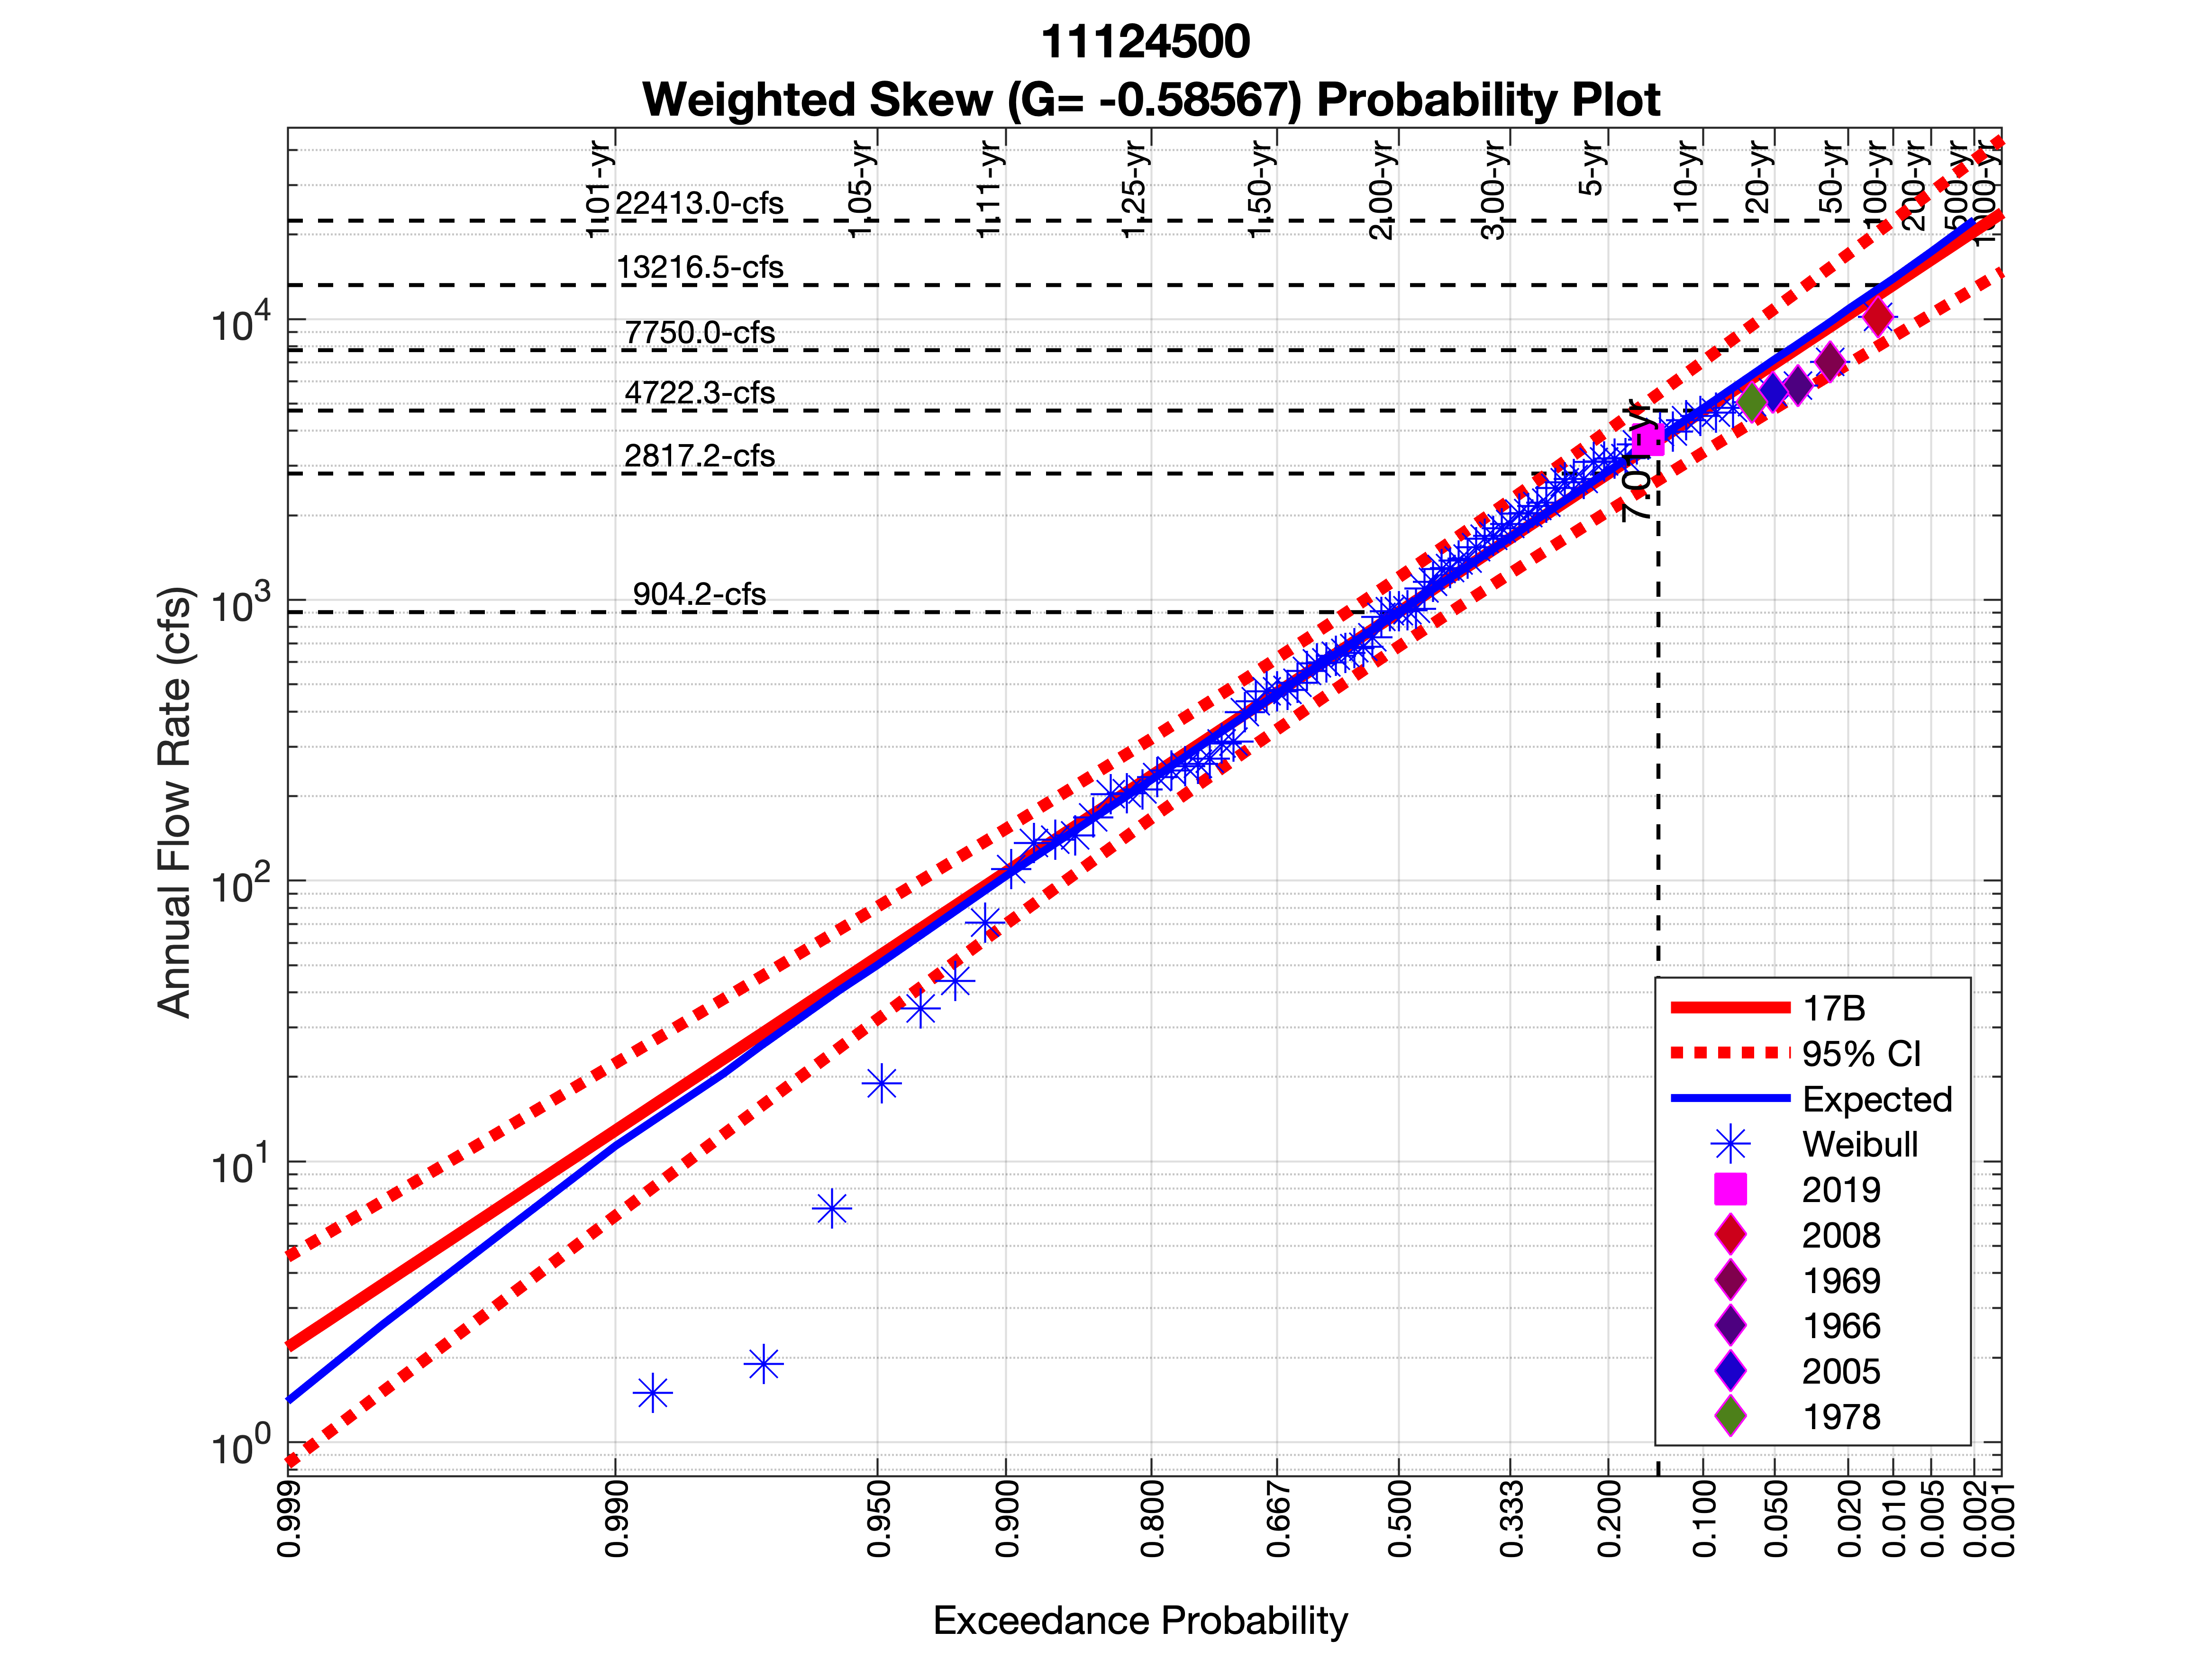 11124500
Weighted Skew (G= -0.58567) Probability Plot
1.01-yr
1.05-yr
1.11-yr
1.25-yr
1.50-yr
2.00-yr
3.00-yr
5-yr
10-yr
20-yr
50-yr
100-yr
200-yr
500-yr
1000-yr
22413.0-cfs
13216.5-cfs
7750.0-cfs
4722.3-cfs
2817.2-cfs
904.2-cfs
10^4
10^3
10^2
10^1
10^0
Annual Flow Rate (cfs)
17B
95% CI
Expected
Weibull
2019
2008
1969
1966
2005
1978
0.999
0.990
0.950
0.900
0.800
0.667
0.500
0.333
0.200
0.100
0.050
0.020
0.010
0.005
0.002
0.001
Exceedance Probability